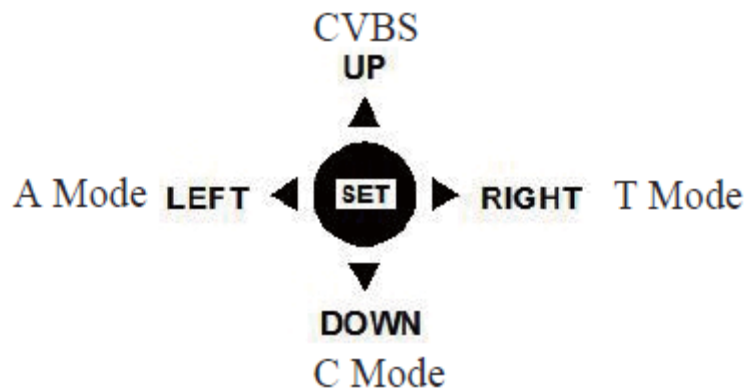 CVBS
UP
A Mode LEFT SET RIGHT T Mode
DOWN
C Mode